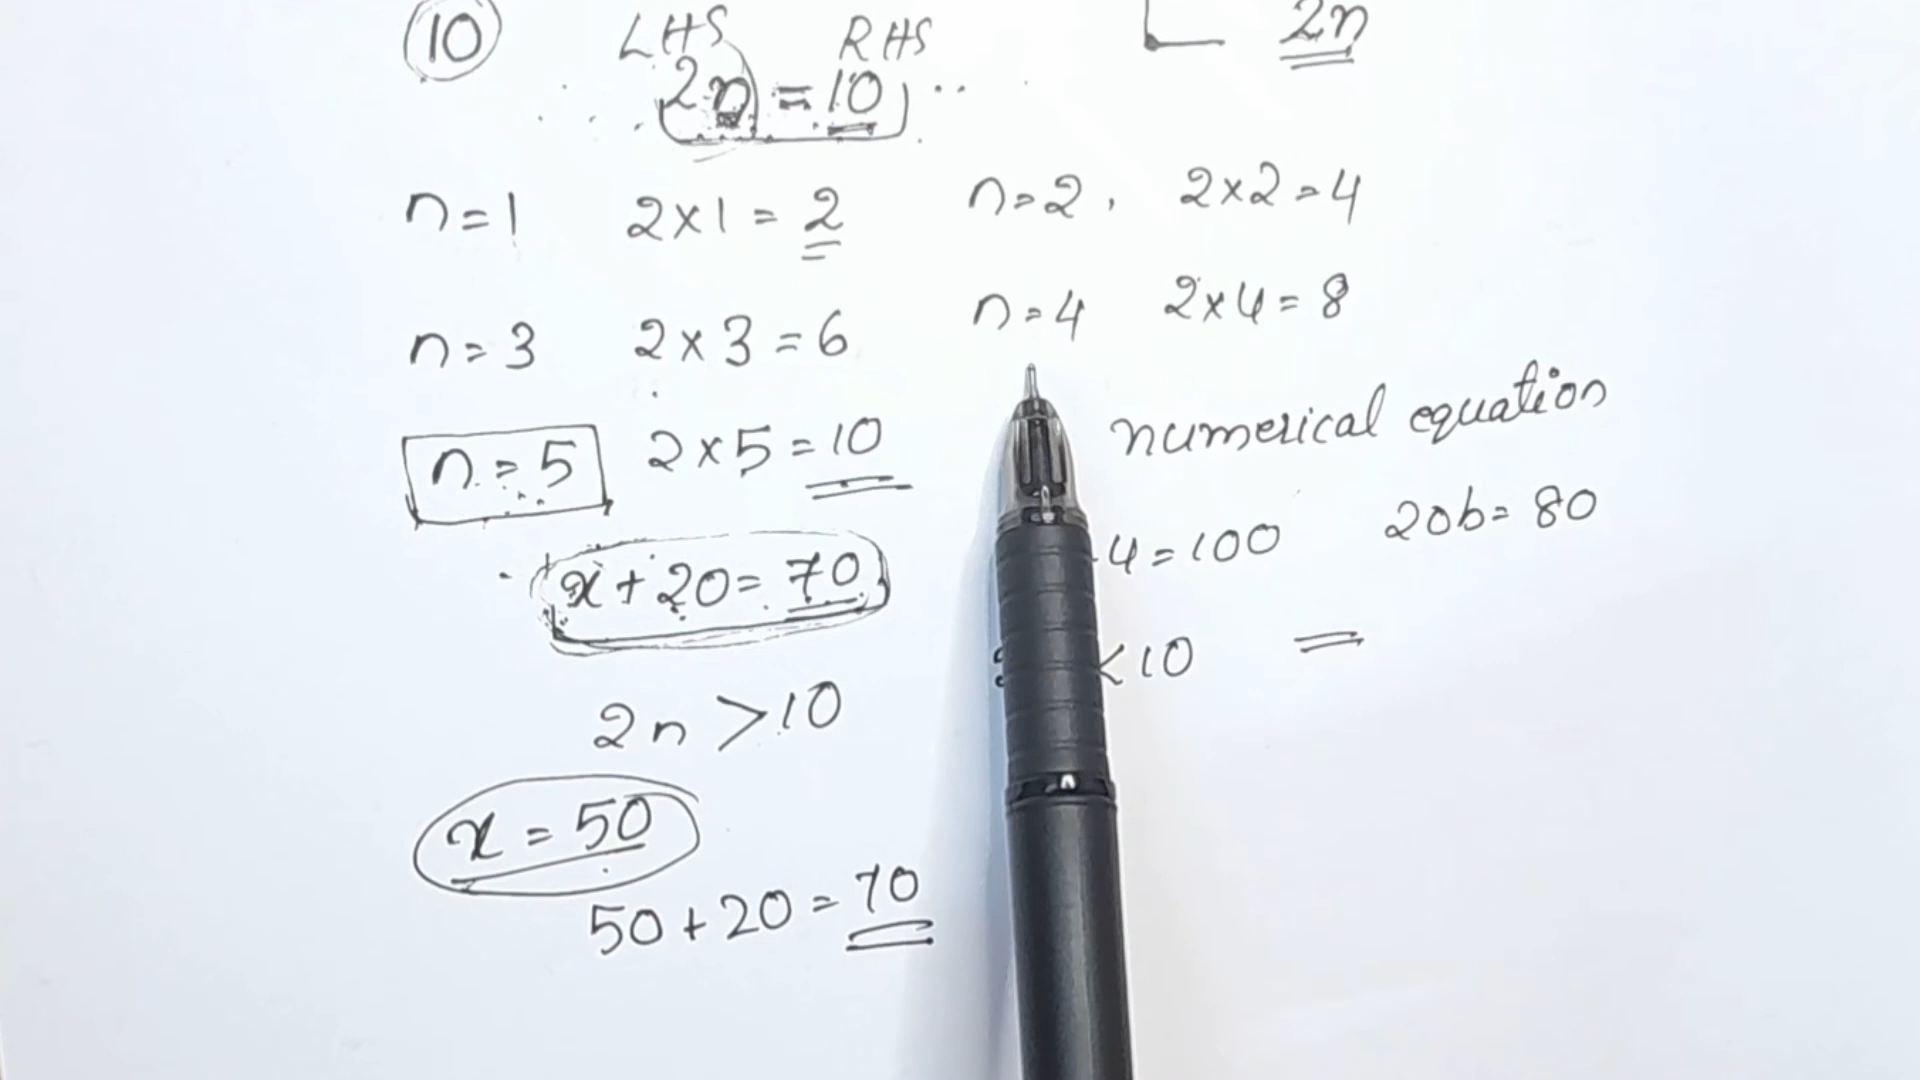 10 LHS RHS 2n
2n = 10
n = 1 2×1 = 2 n = 2, 2×2 = 4
n = 3 2×3 = 6 n = 4 2×4 = 8
n = 5 2×5 = 10 numerical equation
x + 20 = 70 4 = 100 20b = 80
2n > 10 < 10 =
x = 50
50 + 20 = 70